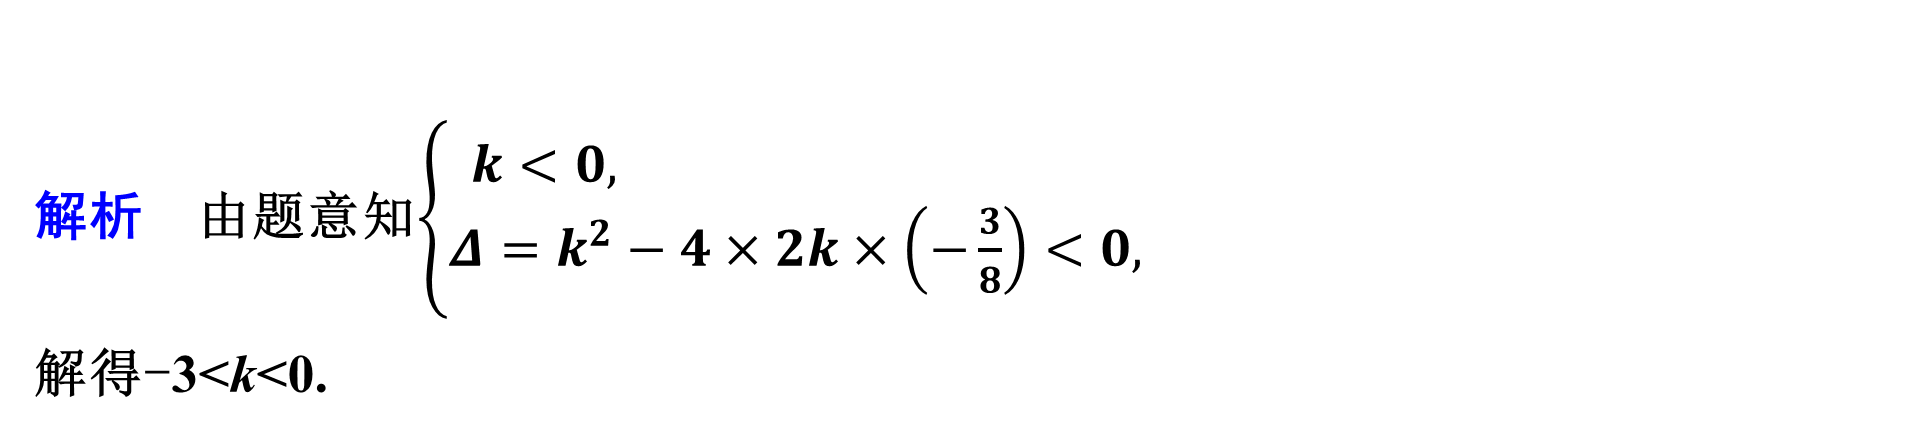 解析 由题意知{k < 0,
Δ = k² − 4 × 2k × (−3/8) < 0,
解得−3<k<0.